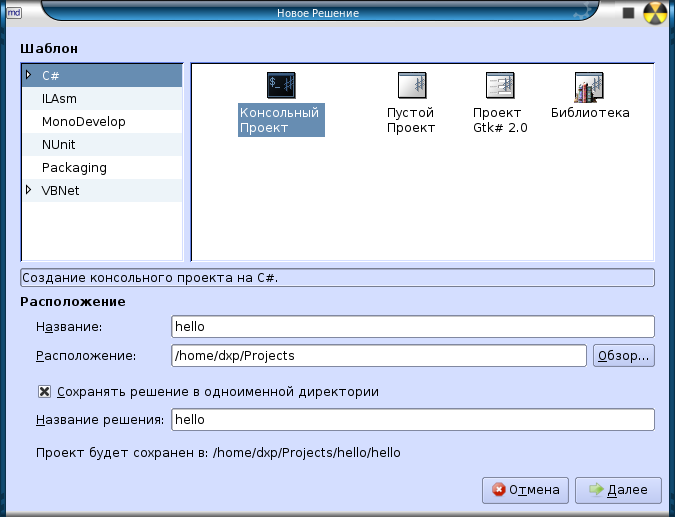 md
Новое Решение
Шаблон
C#
ILAsm
MonoDevelop
NUnit
Packaging
VBNet
Консольный
Проект
Пустой
Проект
Проект
Gtk# 2.0
Библиотека
Создание консольного проекта на C#.
Расположение
Название:
hello
Расположение:
/home/dxp/Projects
Обзор...
Сохранять решение в одноименной директории
Название решения:
hello
Проект будет сохранен в: /home/dxp/Projects/hello/hello
Отмена
Далее